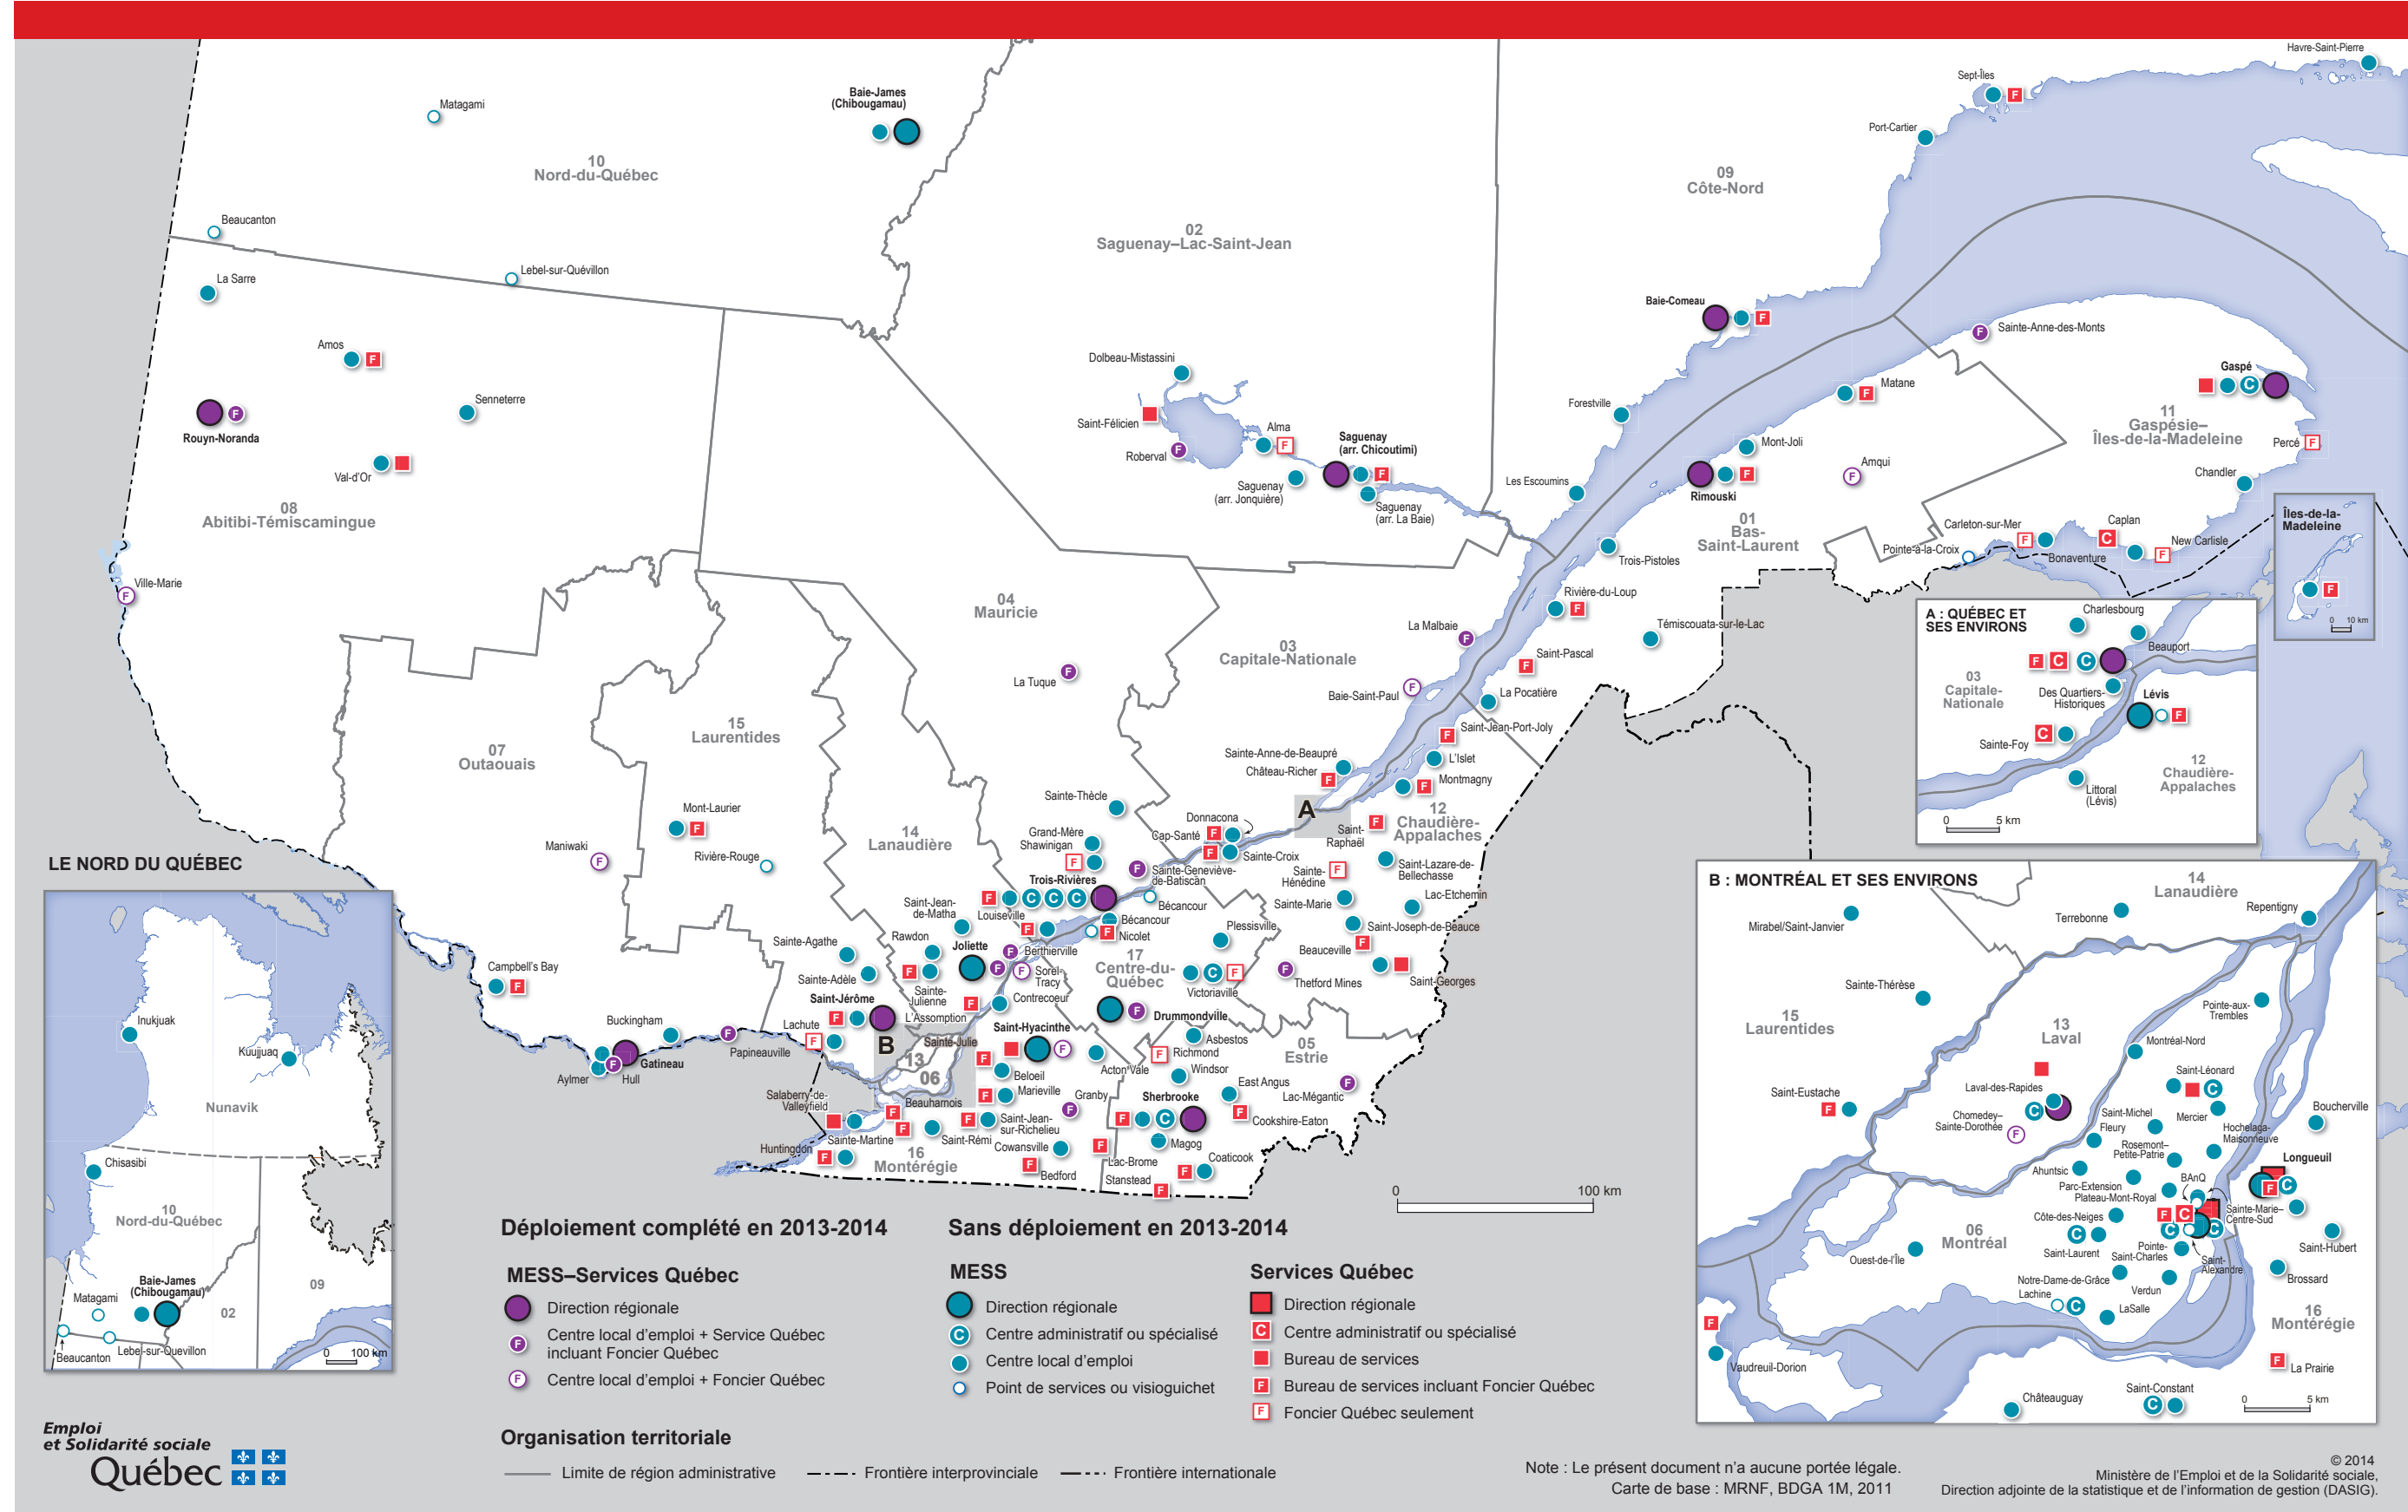 Havre-Saint-Pierre
Sept-Îles
Port-Cartier
Matagami
Baie-James
(Chibougamau)
10
Nord-du-Québec
09
Côte-Nord
02
Saguenay–Lac-Saint-Jean
Beaucanton
Lebel-sur-Quévillon
La Sarre
Amos
F
Senneterre
F
Rouyn-Noranda
Val-d'Or
08
Abitibi-Témiscamingue
Ville-Marie
F
Baie-Comeau
F
Sainte-Anne-des-Monts
F
Dolbeau-Mistassini
Saint-Félicien
Roberval
F
Alma
F
Saguenay
(arr. Chicoutimi)
F
Saguenay
(arr. Jonquière)
Saguenay
(arr. La Baie)
Forestville
Les Escoumins
Matane
F
Mont-Joli
Rimouski
F
Amqui
F
01
Bas-
Saint-Laurent
Gaspé
C
11
Gaspésie–
Îles-de-la-Madeleine
Percé
F
Chandler
Carleton-sur-Mer
F
Caplan
C
New Carlisle
F
Bonaventure
Pointe-à-la-Croix
Îles-de-la-
Madeleine
F
0 10 km
Trois-Pistoles
Rivière-du-Loup
F
Témiscouata-sur-le-Lac
Saint-Pascal
F
La Pocatière
La Malbaie
F
Baie-Saint-Paul
F
03
Capitale-Nationale
04
Mauricie
La Tuque
F
Saint-Jean-Port-Joly
F
L'Islet
Montmagny
F
Sainte-Anne-de-Beaupré
Château-Richer
F
A
12
Chaudière-
Appalaches
15
Laurentides
07
Outaouais
Mont-Laurier
F
Maniwaki
F
Rivière-Rouge
14
Lanaudière
Sainte-Thècle
Grand-Mère
Shawinigan
F
Donnacona
Cap-Santé
F
F
Sainte-Croix
Sainte-Geneviève-
de-Batiscan
F
Trois-Rivières
F C C C
Bécancour
Bécancour
Nicolet
F
Louiseville
F
Saint-Jean-
de-Matha
Rawdon
Joliette
F
Berthierville
F
Sorel-
Tracy
F
Sainte-
Julienne
F
L'Assomption
F
Contrecoeur
Sainte-Agathe
Sainte-Adèle
Saint-Jérôme
F
Lachute
F
B
13
06
Sainte-Julie
F
Saint-Hyacinthe
F
Beloeil
Marieville
F
Saint-Jean-
sur-Richelieu
F
Acton Vale
Granby
F
Cowansville
Bedford
F
Lac-Brome
F
Saint-Rémi
Sainte-Martine
F
Beauharnois
F
Salaberry-de-
Valleyfield
Huntingdon
F
16
Montérégie
17
Centre-du-
Québec
Plessisville
Victoriaville
C F
Drummondville
F
Thetford Mines
F
Saint-
Raphaël
F
Sainte-
Hénédine
F
Saint-Lazare-de-
Bellechasse
Lac-Etchemin
Sainte-Marie
Saint-Joseph-de-Beauce
Beauceville
F
Saint-Georges
05
Estrie
Asbestos
Richmond
F
Windsor
East Angus
Lac-Mégantic
F
Cookshire-Eaton
F
Sherbrooke
F C
Magog
Coaticook
F
Stanstead
F
Campbell's Bay
F
Buckingham
Papineauville
F
Gatineau
Hull
F
Aylmer
0 100 km
LE NORD DU QUÉBEC
Inukjuak
Kuujjuaq
Nunavik
Chisasibi
10
Nord-du-Québec
Baie-James
(Chibougamau)
Matagami
Beaucanton
Lebel-sur-Quevillon
02
09
0 100 km
A : QUÉBEC ET
SES ENVIRONS
Charlesbourg
Beauport
F C C
03
Capitale-
Nationale
Des Quartiers-
Historiques
Lévis
F
Sainte-Foy
C
Littoral
(Lévis)
12
Chaudière-
Appalaches
0 5 km
B : MONTRÉAL ET SES ENVIRONS
14
Lanaudière
Mirabel/Saint-Janvier
Terrebonne
Repentigny
Sainte-Thérèse
Pointe-aux-
Trembles
15
Laurentides
13
Laval
Montréal-Nord
Saint-Léonard
C
Laval-des-Rapides
C
Chomedey–
Sainte-Dorothée
F
Saint-Eustache
F
Mercier
Boucherville
Saint-Michel
Fleury
Hochelaga-
Maisonneuve
Rosemont–
Petite-Patrie
Ahuntsic
Longueuil
F C
BAnQ
Parc-Extension
Plateau-Mont-Royal
F C
Sainte-Marie–
Centre-Sud
C C
Côte-des-Neiges
C
Saint-Laurent
06
Montréal
Ouest-de-l'Île
Pointe-
Saint-Charles
Saint-
Alexandre
Saint-Hubert
Notre-Dame-de-Grâce
Verdun
Brossard
Lachine
C
LaSalle
16
Montérégie
F
Vaudreuil-Dorion
F
La Prairie
Châteauguay
Saint-Constant
C
0 5 km
Déploiement complété en 2013-2014
MESS–Services Québec
Direction régionale
F Centre local d'emploi + Service Québec
incluant Foncier Québec
F Centre local d'emploi + Foncier Québec
Sans déploiement en 2013-2014
MESS
Direction régionale
C Centre administratif ou spécialisé
Centre local d'emploi
Point de services ou visioguichet
Services Québec
Direction régionale
C Centre administratif ou spécialisé
Bureau de services
F Bureau de services incluant Foncier Québec
F Foncier Québec seulement
Organisation territoriale
Limite de région administrative
Frontière interprovinciale
Frontière internationale
Emploi
et Solidarité sociale
Québec
Note : Le présent document n'a aucune portée légale.
Carte de base : MRNF, BDGA 1M, 2011
© 2014
Ministère de l'Emploi et de la Solidarité sociale,
Direction adjointe de la statistique et de l'information de gestion (DASIG).